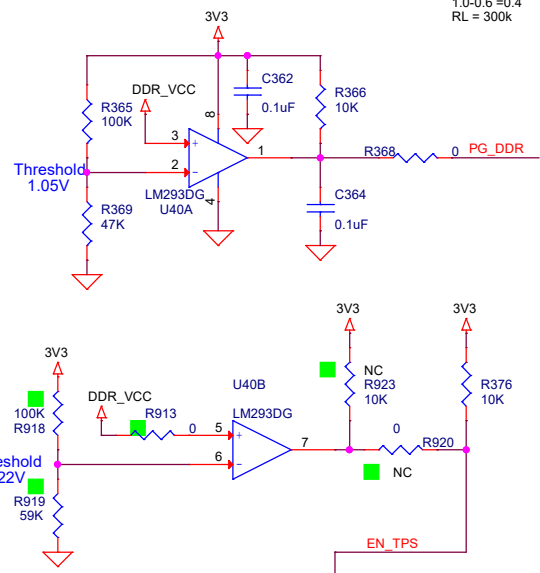 1.0-0.6 =0.4
RL = 300k
3V3
C362
0.1uF
R366
10K
DDR_VCC
R365
100K
8
3
+
1
R368
0
PG_DDR
Threshold
1.05V
2
-
LM293DG
U40A
4
R369
47K
C364
0.1uF
3V3
3V3
3V3
NC
R923
10K
R376
10K
U40B
DDR_VCC
R913
0
5
+
LM293DG
100K
R918
7
0
R920
NC
6
-
eshold
22V
R919
59K
EN_TPS